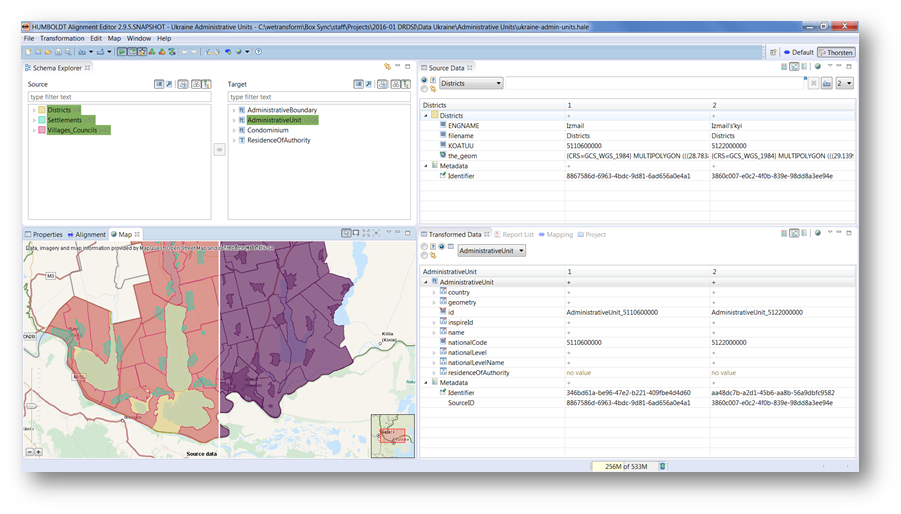 HUMBOLDT Alignment Editor 2.9.5.SNAPSHOT - Ukraine Administrative Units - C:\wetransform\Box Sync\staff\Projects\2016-01 DRDSI\Data Ukraine\Administrative Units\ukraine-admin-units.hale
File Transformation Edit Map Window Help
Default Thorsten
Schema Explorer
Source Target
type filter text type filter text
Districts
Settlements
Villages_Councils
AdministrativeBoundary
AdministrativeUnit
Condominium
ResidenceOfAuthority
Source Data
Districts 2
Districts 1 2
Districts
ENGNAME Izmail Izmail's'kyi
filename Districts Districts
KOATUU 5110600000 5122000000
the_geom {CRS=GCS_WGS_1984} MULTIPOLYGON (((28.783 {CRS=GCS_WGS_1984} MULTIPOLYGON (((29.1399
Metadata
Identifier 8867586d-6963-4bdc-9d81-6ad656a0e4a1 3860c007-e0c2-4f0b-839e-98dd8a3ee94e
Properties Alignment Map
Data, imagery and map information provided by MapQuest, Open Street Map and
M3
Kilia
(Кілія)
Source data
Transformed Data Report List Mapping Project
AdministrativeUnit
AdministrativeUnit 1 2
AdministrativeUnit
country
geometry
id AdministrativeUnit_5110600000 AdministrativeUnit_5122000000
inspireId
name
nationalCode 5110600000 5122000000
nationalLevel
nationalLevelName
residenceOfAuthority no value no value
Metadata
Identifier 346bd61a-be96-47e2-b221-409fbe4d4d60 aa48dc7b-a2d1-45b6-aa8b-56a9dbfc9582
SourceID 8867586d-6963-4bdc-9d81-6ad656a0e4a1 3860c007-e0c2-4f0b-839e-98dd8a3ee94e
256M of 533M